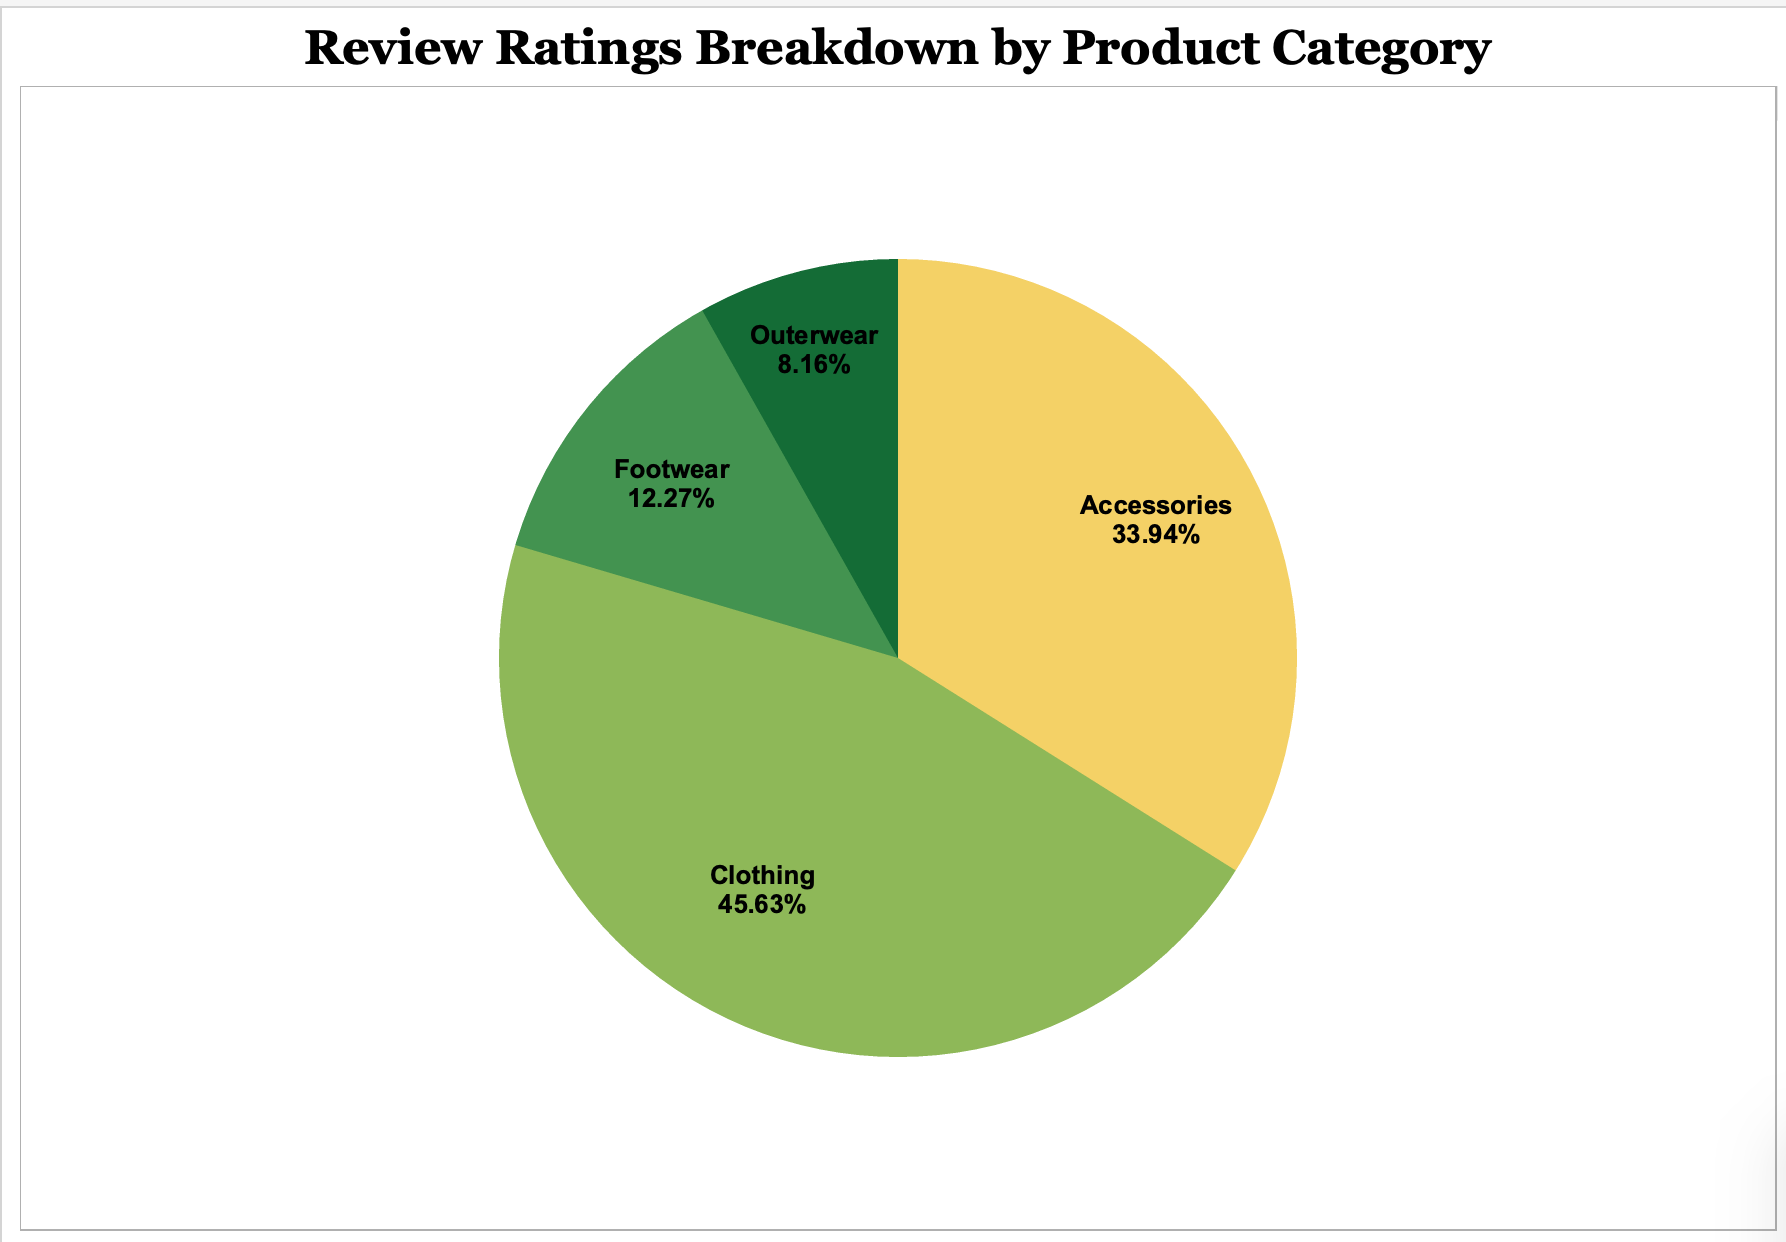 Review Ratings Breakdown by Product Category
Outerwear
8.16%
Footwear
12.27%
Accessories
33.94%
Clothing
45.63%